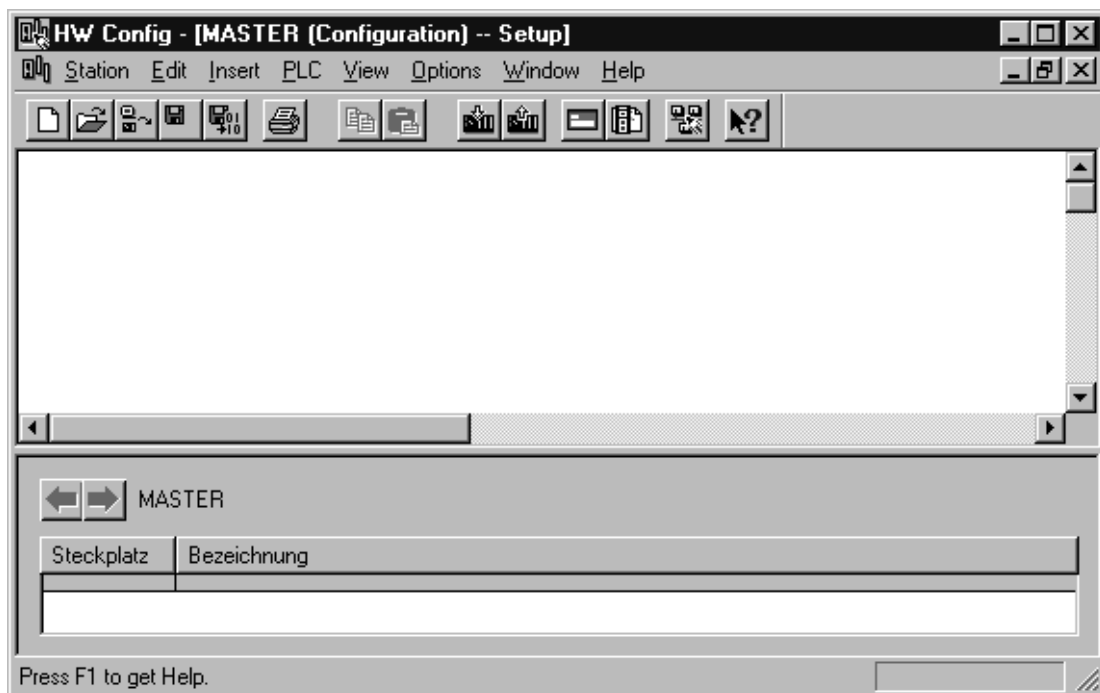 HW Config - [MASTER (Configuration) -- Setup]
Station Edit Insert PLC View Options Window Help
MASTER
Steckplatz Bezeichnung
Press F1 to get Help.